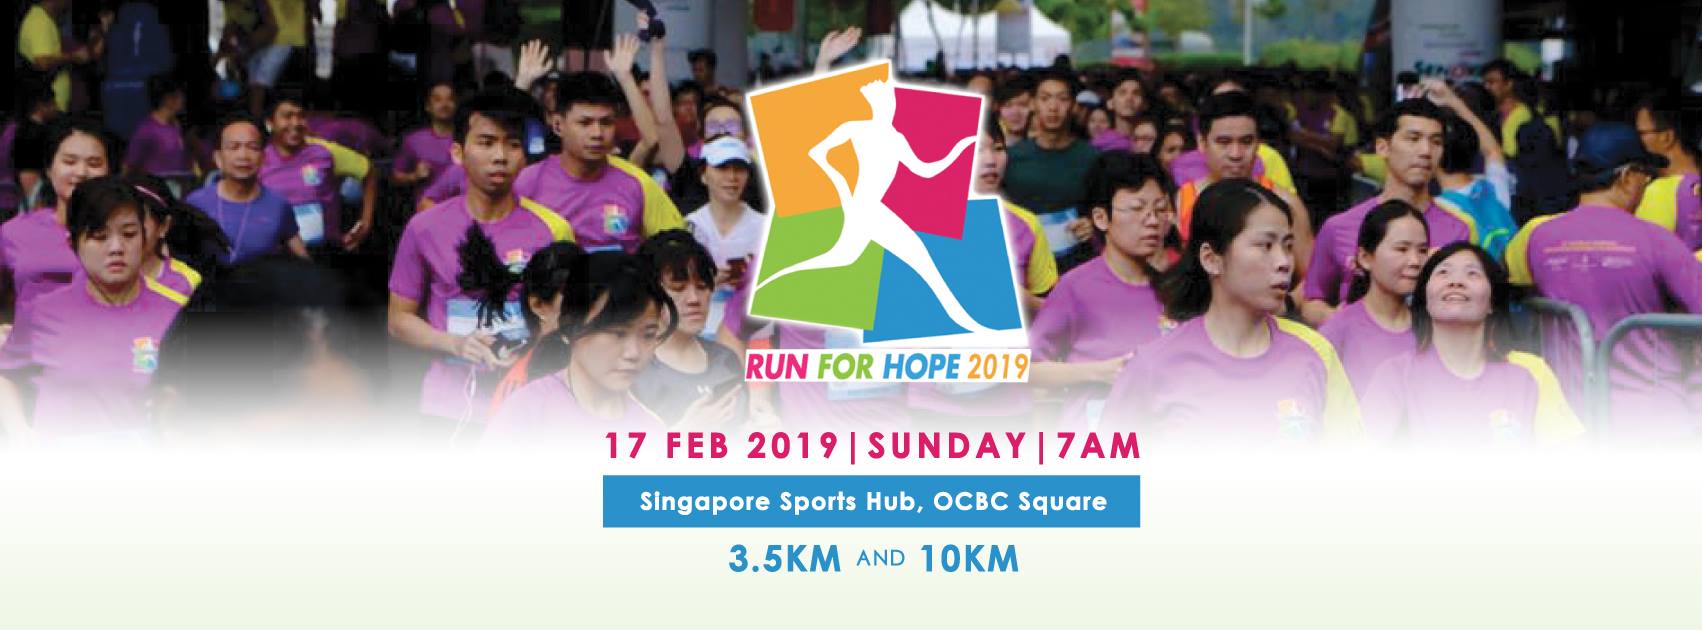 RUN FOR HOPE 2019
17 FEB 2019|SUNDAY|7AM
Singapore Sports Hub, OCBC Square
3.5KM AND 10KM